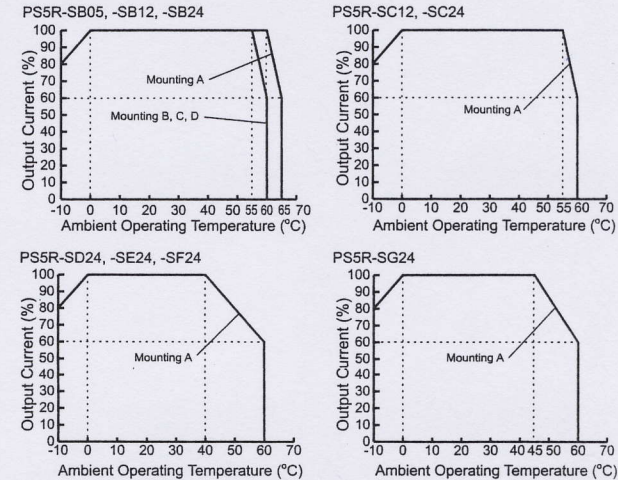 PS5R-SB05, -SB12, -SB24
Output Current (%)
100
90
80
70
60
50
40
30
20
10
0
Mounting A
Mounting B, C, D
-10 0 10 20 30 40 50 55 60 65 70
Ambient Operating Temperature (°C)
PS5R-SC12, -SC24
Output Current (%)
100
90
80
70
60
50
40
30
20
10
0
Mounting A
-10 0 10 20 30 40 50 55 60 70
Ambient Operating Temperature (°C)
PS5R-SD24, -SE24, -SF24
Output Current (%)
100
90
80
70
60
50
40
30
20
10
0
Mounting A
-10 0 10 20 30 40 50 60 70
Ambient Operating Temperature (°C)
PS5R-SG24
Output Current (%)
100
90
80
70
60
50
40
30
20
10
0
Mounting A
-10 0 10 20 30 40 45 50 60 70
Ambient Operating Temperature (°C)